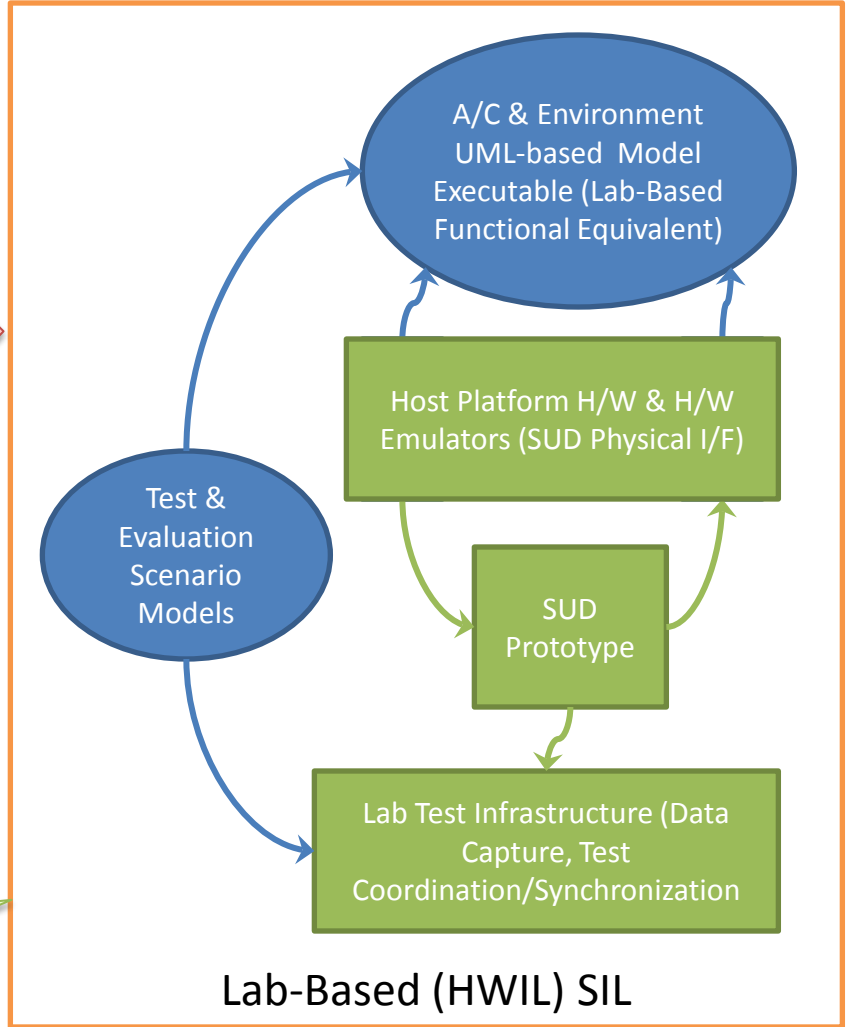 A/C & Environment
UML-based Model
Executable (Lab-Based
Functional Equivalent)
Host Platform H/W & H/W
Emulators (SUD Physical I/F)
Test &
Evaluation
Scenario
Models
SUD
Prototype
Lab Test Infrastructure (Data
Capture, Test
Coordination/Synchronization
Lab-Based (HWIL) SIL